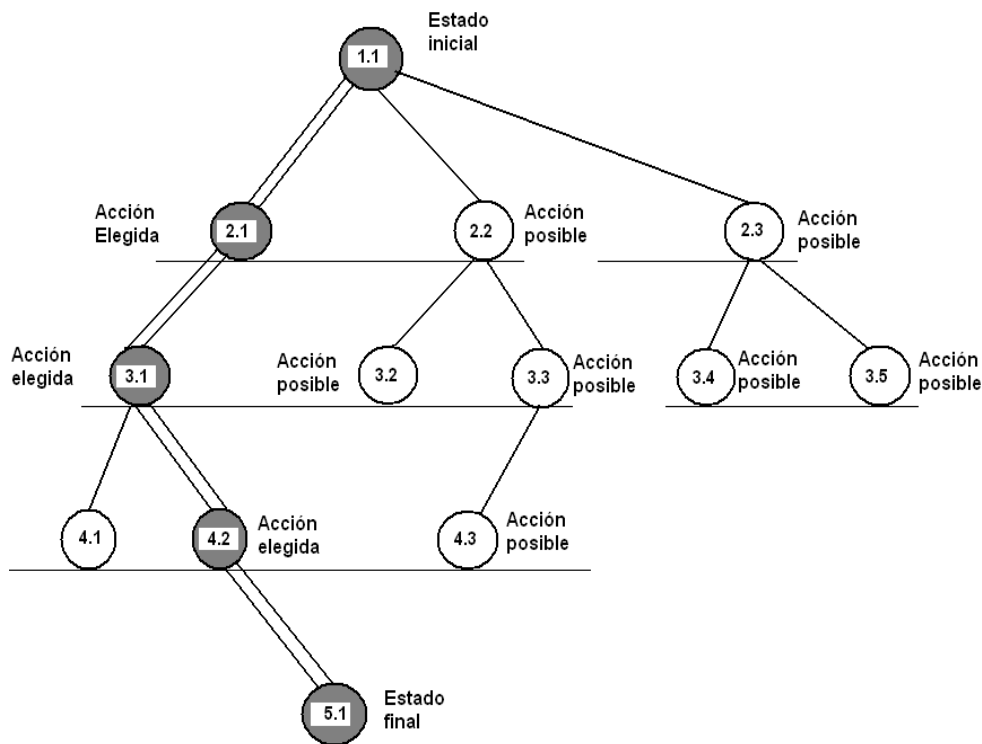 Estado
inicial
1.1
Acción
Elegida
2.1
2.2
Acción
posible
2.3
Acción
posible
Acción
elegida
3.1
Acción
posible
3.2
3.3
Acción
posible
3.4
Acción
posible
3.5
Acción
posible
4.1
4.2
Acción
elegida
4.3
Acción
posible
5.1
Estado
final